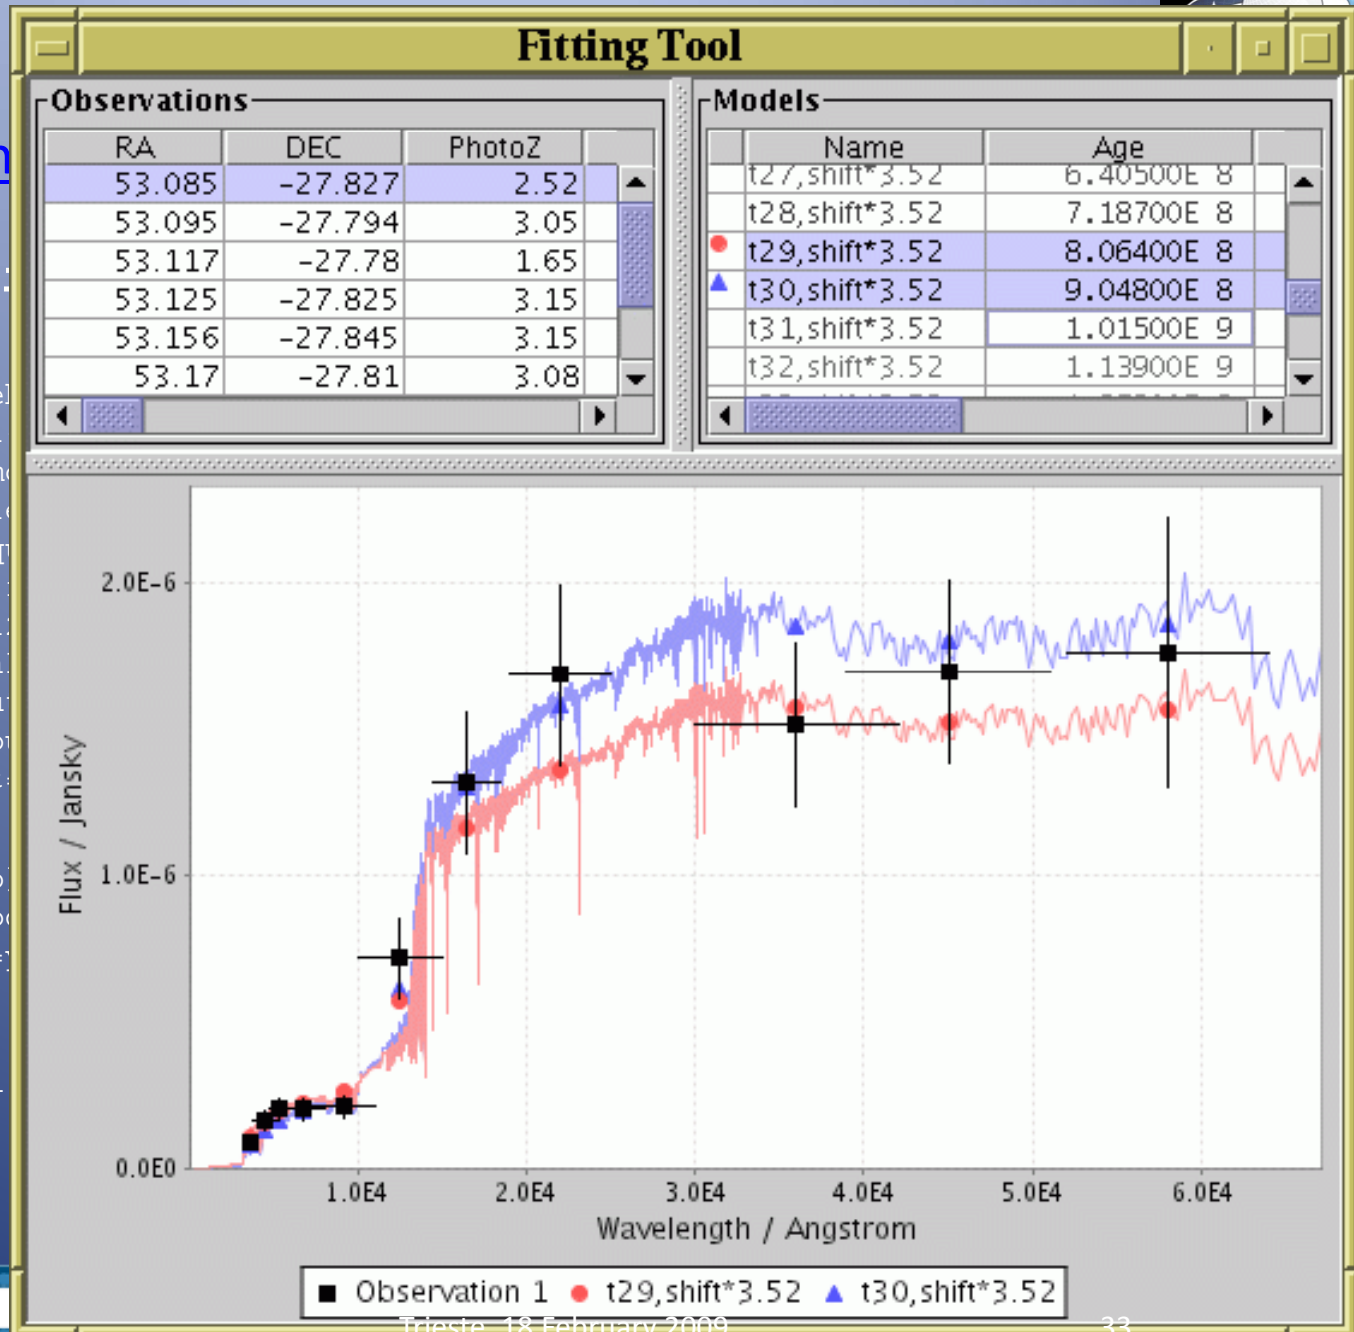 Fitting Tool
Observations
RA DEC PhotoZ
53.085 -27.827 2.52
53.095 -27.794 3.05
53.117 -27.78 1.65
53.125 -27.825 3.15
53.156 -27.845 3.15
53.17 -27.81 3.08
Models
Name Age
t27,shift*3.52 6.40500E 8
t28,shift*3.52 7.18700E 8
t29,shift*3.52 8.06400E 8
t30,shift*3.52 9.04800E 8
t31,shift*3.52 1.01500E 9
t32,shift*3.52 1.13900E 9
Flux / Jansky
2.0E-6
1.0E-6
0.0E0
1.0E4 2.0E4 3.0E4 4.0E4 5.0E4 6.0E4
Wavelength / Angstrom
Observation 1 t29,shift*3.52 t30,shift*3.52
Trieste, 18 February 2009 33